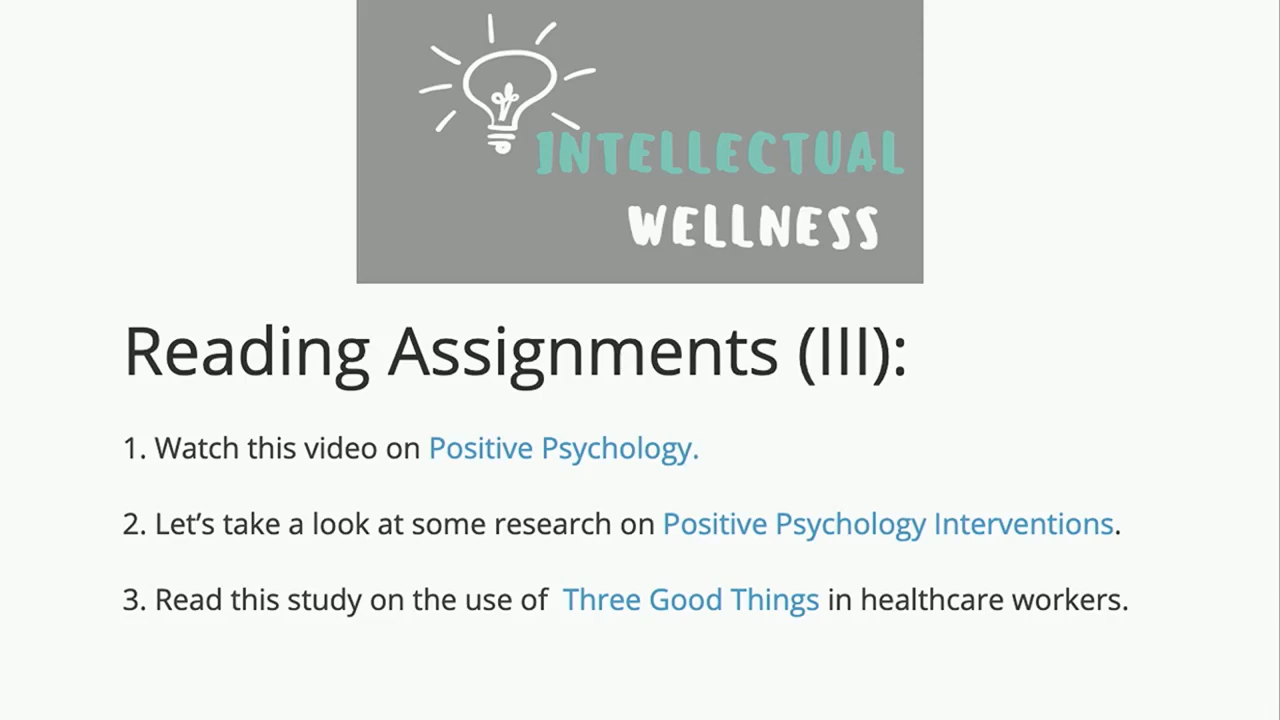 INTELLECTUAL
WELLNESS
Reading Assignments (III):
1. Watch this video on Positive Psychology.
2. Let’s take a look at some research on Positive Psychology Interventions.
3. Read this study on the use of  Three Good Things in healthcare workers.